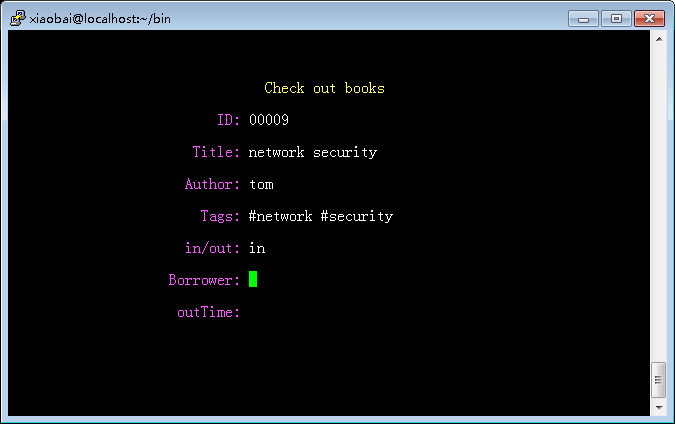 xiaobai@localhost:~/bin
Check out books
ID: 00009
Title: network security
Author: tom
Tags: #network #security
in/out: in
Borrower:
outTime: